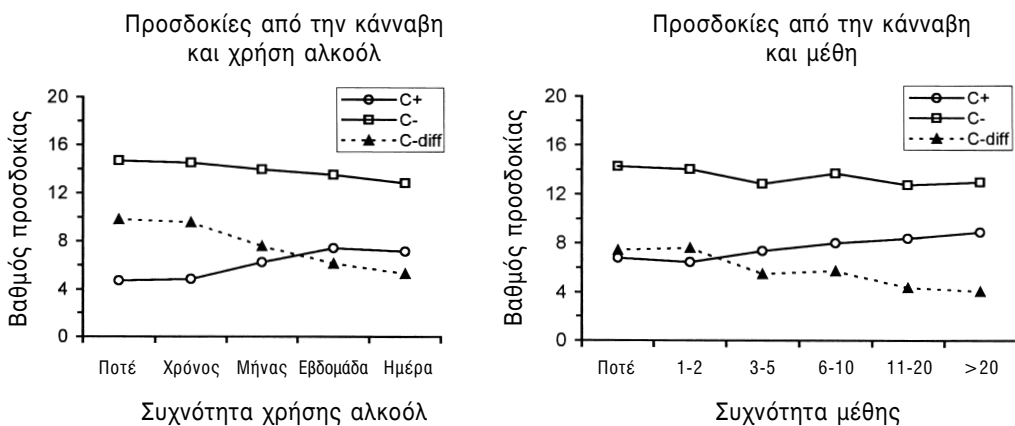 Προσδοκίες από την κάνναβη
και χρήση αλκοόλ
Βαθμός προσδοκίας
20
16
12
8
4
0
C+
C-
C-diff
Ποτέ Χρόνος Μήνας Εβδομάδα Ημέρα
Συχνότητα χρήσης αλκοόλ
Προσδοκίες από την κάνναβη
και μέθη
Βαθμός προσδοκίας
20
16
12
8
4
0
C+
C-
C-diff
Ποτέ 1-2 3-5 6-10 11-20 >20
Συχνότητα μέθης